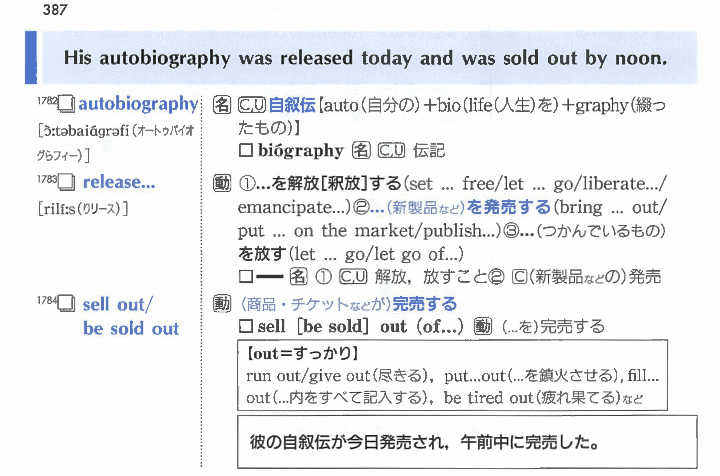 387
His autobiography was released today and was sold out by noon.
1782 autobiography 名 C,U 自叙伝【auto(自分の)+bio(life(人生)を)+graphy(綴っ
[ɔ̀ːtəbaiɑ́grəfi(オートゥバイオ たもの)】
グらフィー)] biógraphy 名 C,U 伝記
1783 release... 動 ①...を解放[釈放]する(set ... free/let ... go/liberate.../
[rilíːs(りリース)] emancipate...)②...(新製品などを)を発売する(bring ... out/
put ... on the market/publish...)③...(つかんでいるもの)
を放す(let ... go/let go of...)
━ 名 ① C,U 解放，放すこと② C(新製品などの)発売
1784 sell out/ 動 (商品・チケットなどが)完売する
be sold out sell [be sold] out (of...) 動 (...を)完売する
【out=すっかり】
run out/give out(尽きる)，put...out(...を鎮火させる), fill...
out(...内をすべて記入する)，be tired out(疲れ果てる)など
彼の自叙伝が今日発売され，午前中に完売した。